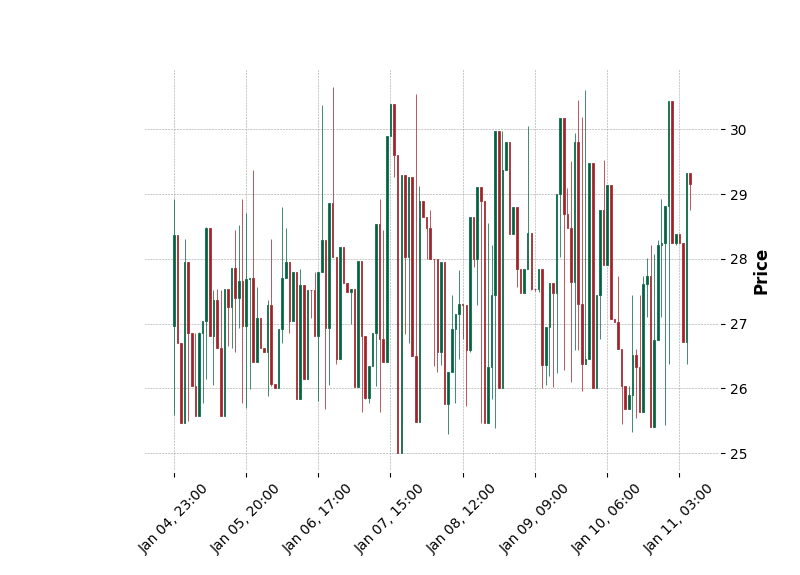 30
29
28
27
26
25
Price
Jan 04, 23:00
Jan 05, 20:00
Jan 06, 17:00
Jan 07, 15:00
Jan 08, 12:00
Jan 09, 09:00
Jan 10, 06:00
Jan 11, 03:00